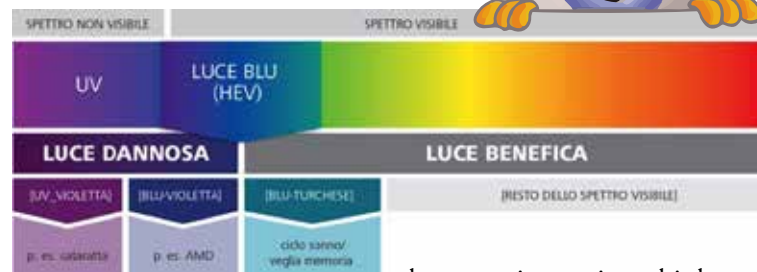 SPETTRO NON VISIBILE
SPETTRO VISIBILE
UV
LUCE BLU
(HEV)
LUCE DANNOSA
LUCE BENEFICA
[UV_VIOLETTA]
[BLU-VIOLETTA]
[BLU-TURCHESE]
[RESTO DELLO SPETTRO VISIBILE]
p. es. cataratta
p. es. AMD
ciclo sonno/
veglia memoria